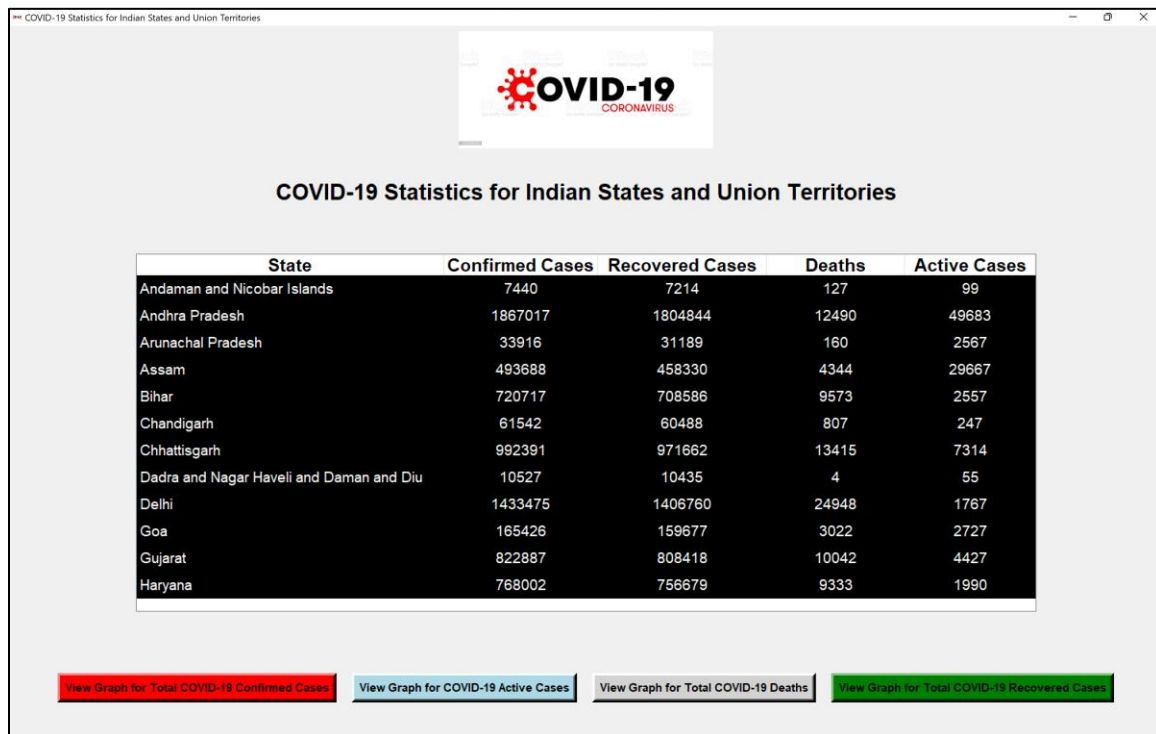 COVID-19 Statistics for Indian States and Union Territories
COVID-19
CORONAVIRUS
COVID-19 Statistics for Indian States and Union Territories
State Confirmed Cases Recovered Cases Deaths Active Cases
Andaman and Nicobar Islands 7440 7214 127 99
Andhra Pradesh 1867017 1804844 12490 49683
Arunachal Pradesh 33916 31189 160 2567
Assam 493688 458330 4344 29667
Bihar 720717 708586 9573 2557
Chandigarh 61542 60488 807 247
Chhattisgarh 992391 971662 13415 7314
Dadra and Nagar Haveli and Daman and Diu 10527 10435 4 55
Delhi 1433475 1406760 24948 1767
Goa 165426 159677 3022 2727
Gujarat 822887 808418 10042 4427
Haryana 768002 756679 9333 1990
View Graph for Total COVID-19 Confirmed Cases View Graph for COVID-19 Active Cases View Graph for Total COVID-19 Deaths View Graph for Total COVID-19 Recovered Cases